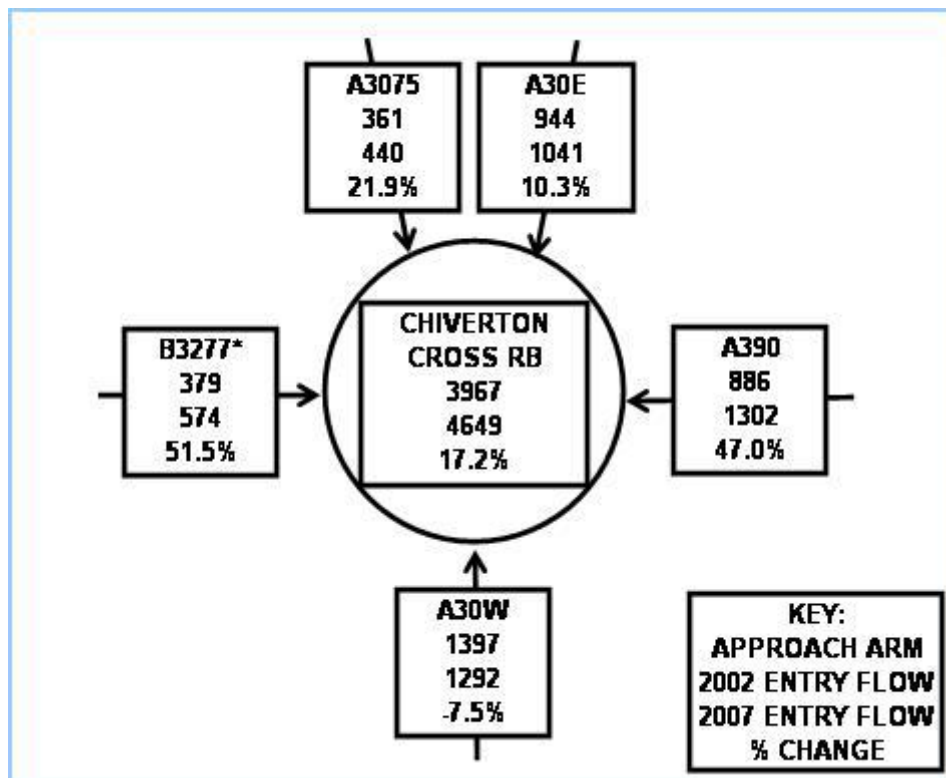 A3075
361
440
21.9%
A30E
944
1041
10.3%
B3277*
379
574
51.5%
CHIVERTON
CROSS RB
3967
4649
17.2%
A390
886
1302
47.0%
A30W
1397
1292
-7.5%
KEY:
APPROACH ARM
2002 ENTRY FLOW
2007 ENTRY FLOW
% CHANGE